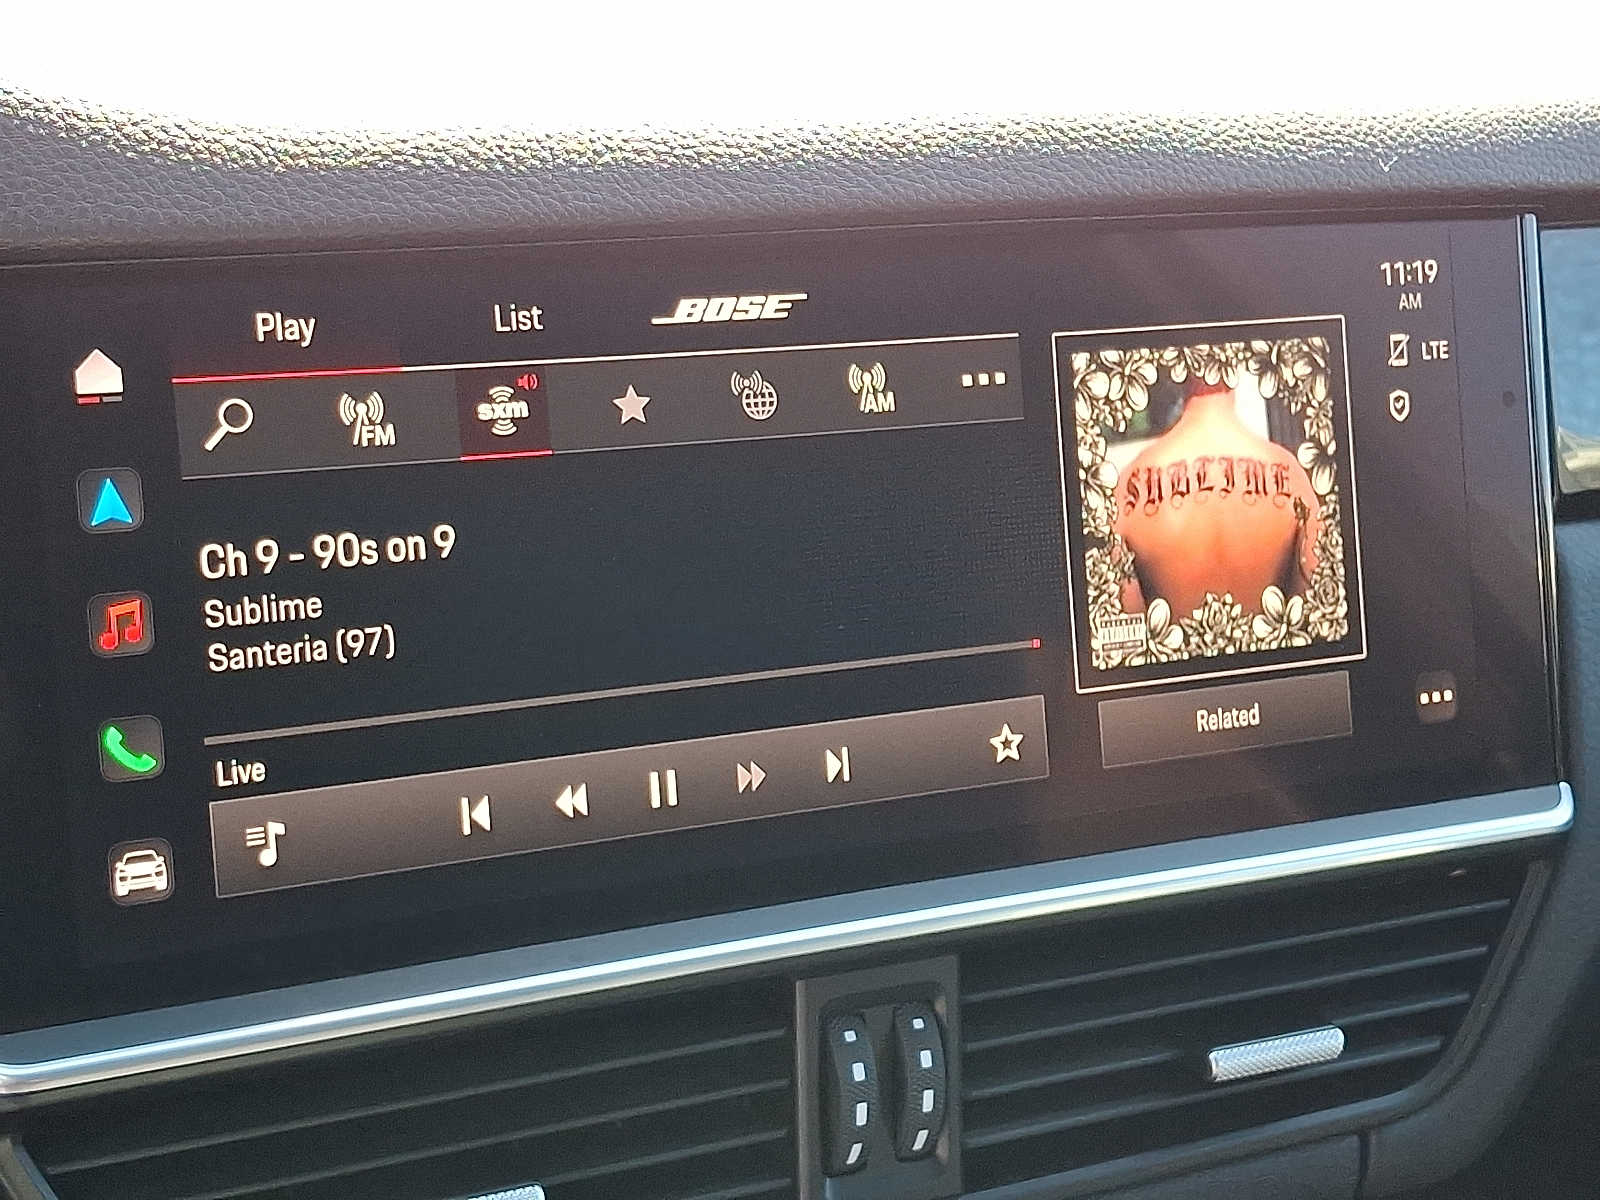 Play
List
BOSE
11:19
AM
LTE
FM
sxm
AM
SUBLIME
Ch 9 - 90s on 9
Sublime
Santeria (97)
Live
Related